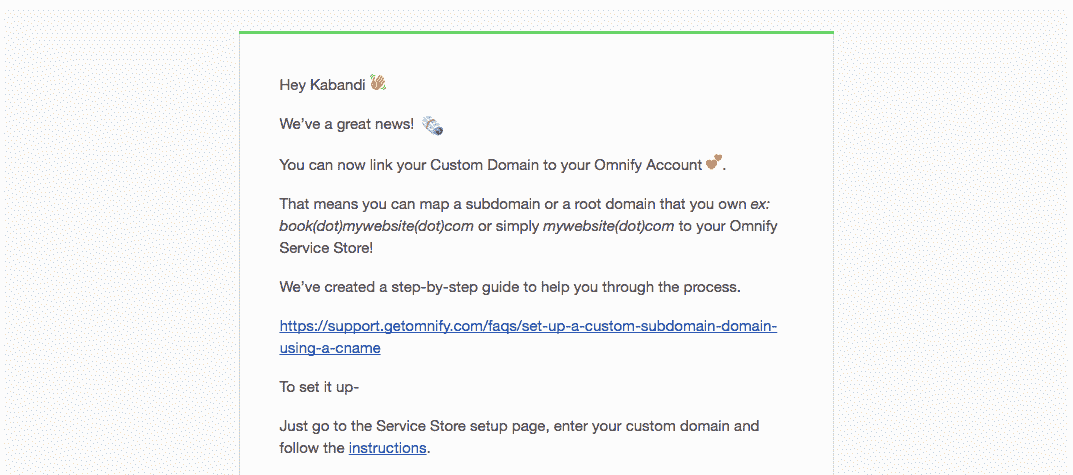 Hey Kabandi 👋🏽
We’ve a great news! 🗞
You can now link your Custom Domain to your Omnify Account 💕.
That means you can map a subdomain or a root domain that you own ex:
book(dot)mywebsite(dot)com or simply mywebsite(dot)com to your Omnify
Service Store!
We’ve created a step-by-step guide to help you through the process.
https://support.getomnify.com/faqs/set-up-a-custom-subdomain-domain-
using-a-cname
To set it up-
Just go to the Service Store setup page, enter your custom domain and
follow the instructions.